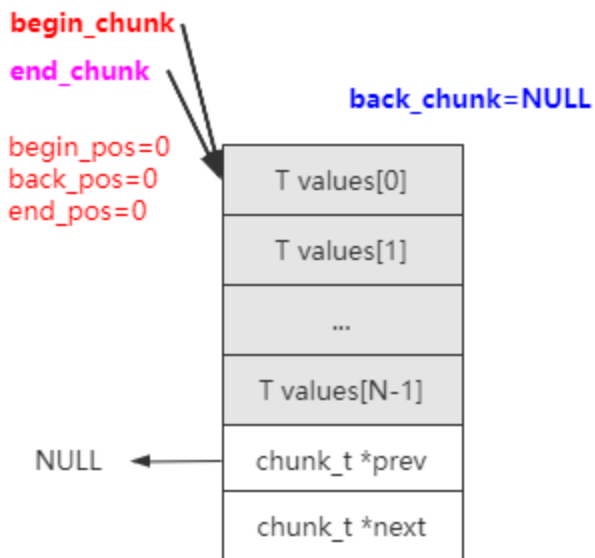 begin_chunk
end_chunk
back_chunk=NULL
begin_pos=0
back_pos=0
end_pos=0
T values[0]
T values[1]
...
T values[N-1]
NULL
chunk_t *prev
chunk_t *next